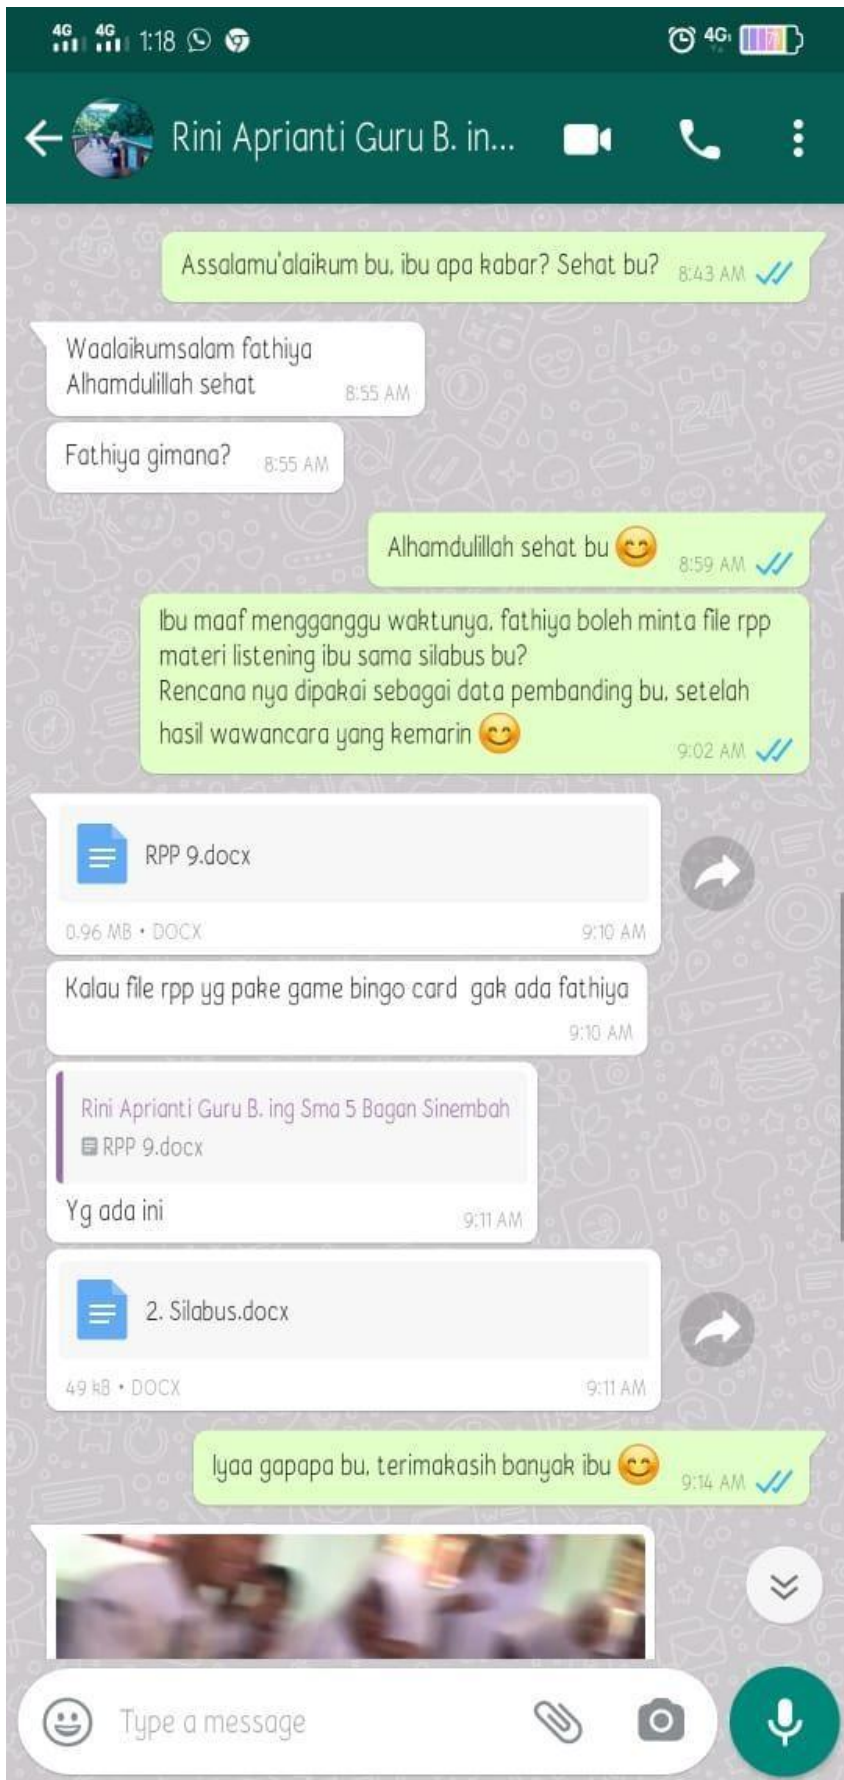 4G 4G 1:18 4G
Rini Aprianti Guru B. in...
Assalamu'alaikum bu, ibu apa kabar? Sehat bu? 8:43 AM
Waalaikumsalam fathiya
Alhamdulillah sehat 8:55 AM
Fathiya gimana? 8:55 AM
Alhamdulillah sehat bu 😊 8:59 AM
Ibu maaf mengganggu waktunya, fathiya boleh minta file rpp
materi listening ibu sama silabus bu?
Rencana nya dipakai sebagai data pembanding bu, setelah
hasil wawancara yang kemarin 😊 9:02 AM
RPP 9.docx
0.96 MB • DOCX 9:10 AM
Kalau file rpp yg pake game bingo card gak ada fathiya
9:10 AM
Rini Aprianti Guru B. ing Sma 5 Bagan Sinembah
RPP 9.docx
Yg ada ini 9:11 AM
2. Silabus.docx
49 kB • DOCX 9:11 AM
Iyaa gapapa bu, terimakasih banyak ibu 😊 9:14 AM
Type a message